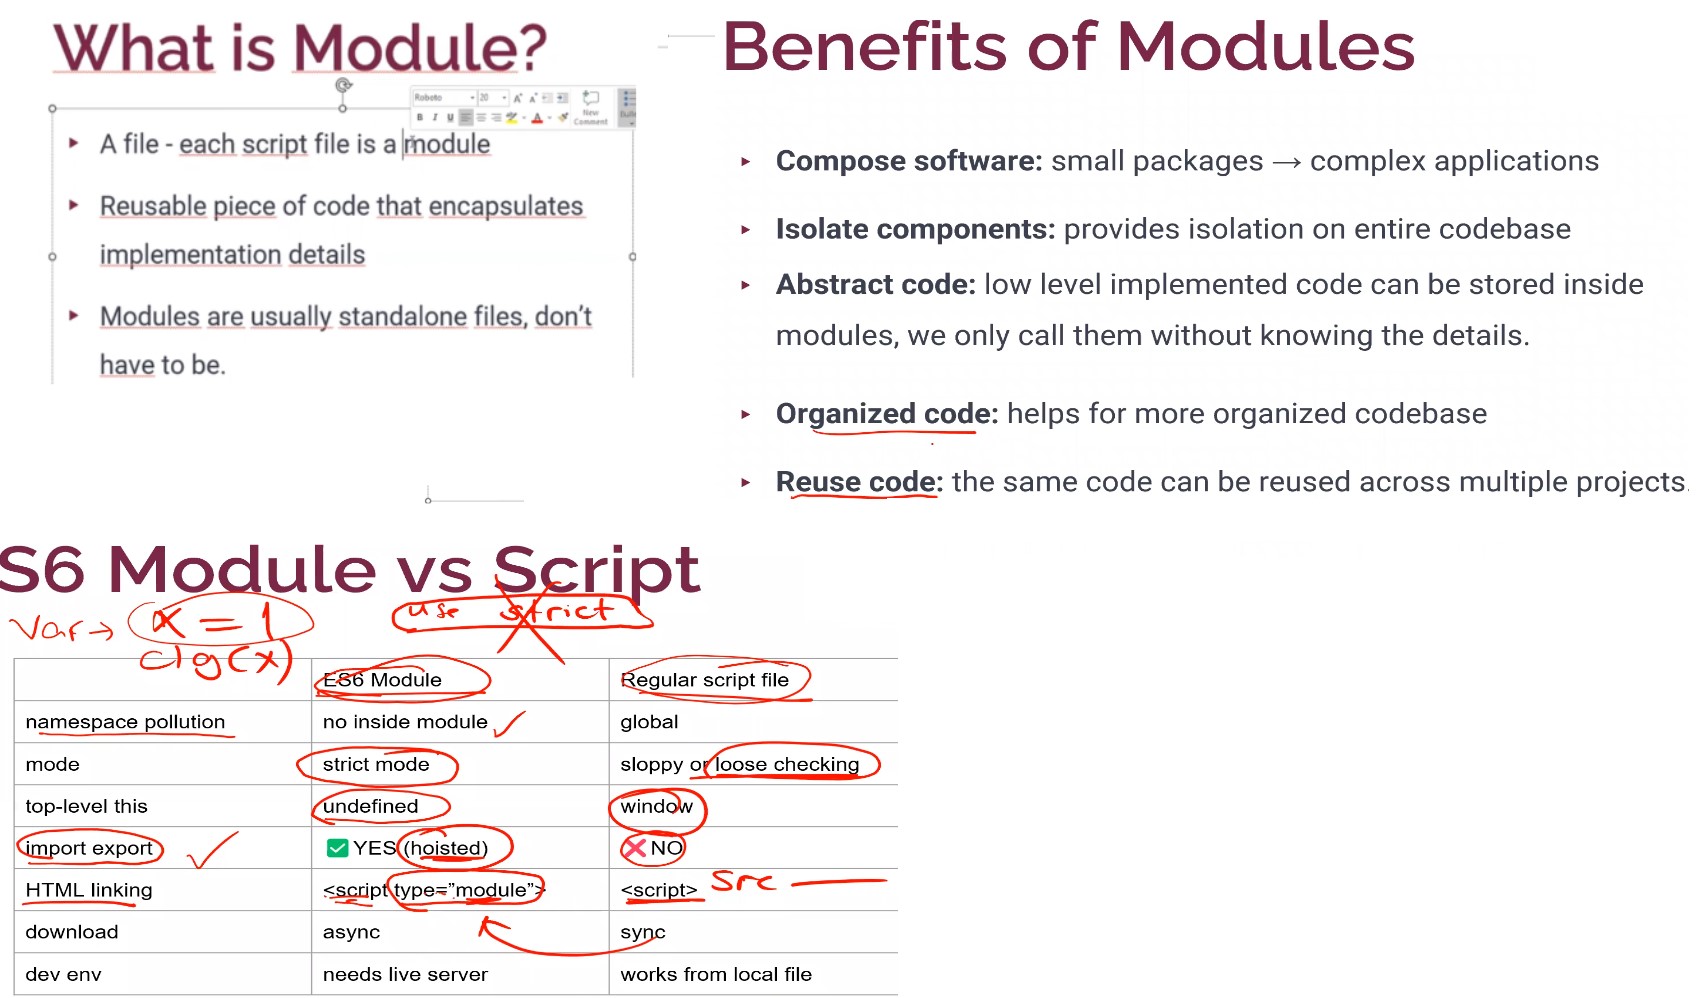 What is Module?
Roboto 20
B I U
New
Comment
A file - each script file is a module
Reusable piece of code that encapsulates
implementation details
Modules are usually standalone files, don't
have to be.
Benefits of Modules
Compose software: small packages → complex applications
Isolate components: provides isolation on entire codebase
Abstract code: low level implemented code can be stored inside
modules, we only call them without knowing the details.
Organized code: helps for more organized codebase
Reuse code: the same code can be reused across multiple projects.
S6 Module vs Script
Var → x = 1
clg(x)
use strict
ES6 Module Regular script file
namespace pollution no inside module global
mode strict mode sloppy or loose checking
top-level this undefined window
import export ✅ YES (hoisted) ❌ NO
HTML linking <script type="module"> <script> src
download async sync
dev env needs live server works from local file